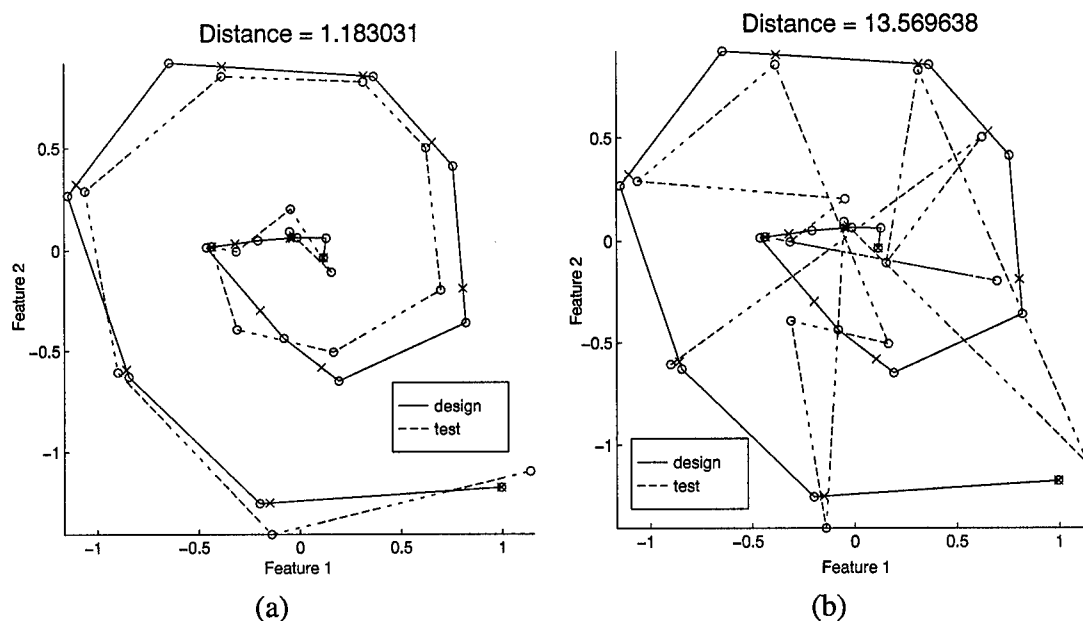 Distance = 1.183031
Distance = 13.569638
0.5
0
−0.5
−1
Feature 2
−1
−0.5
0
0.5
1
Feature 1
design
test
(a)
0.5
0
−0.5
−1
Feature 2
−1
−0.5
0
0.5
1
Feature 1
design
test
(b)